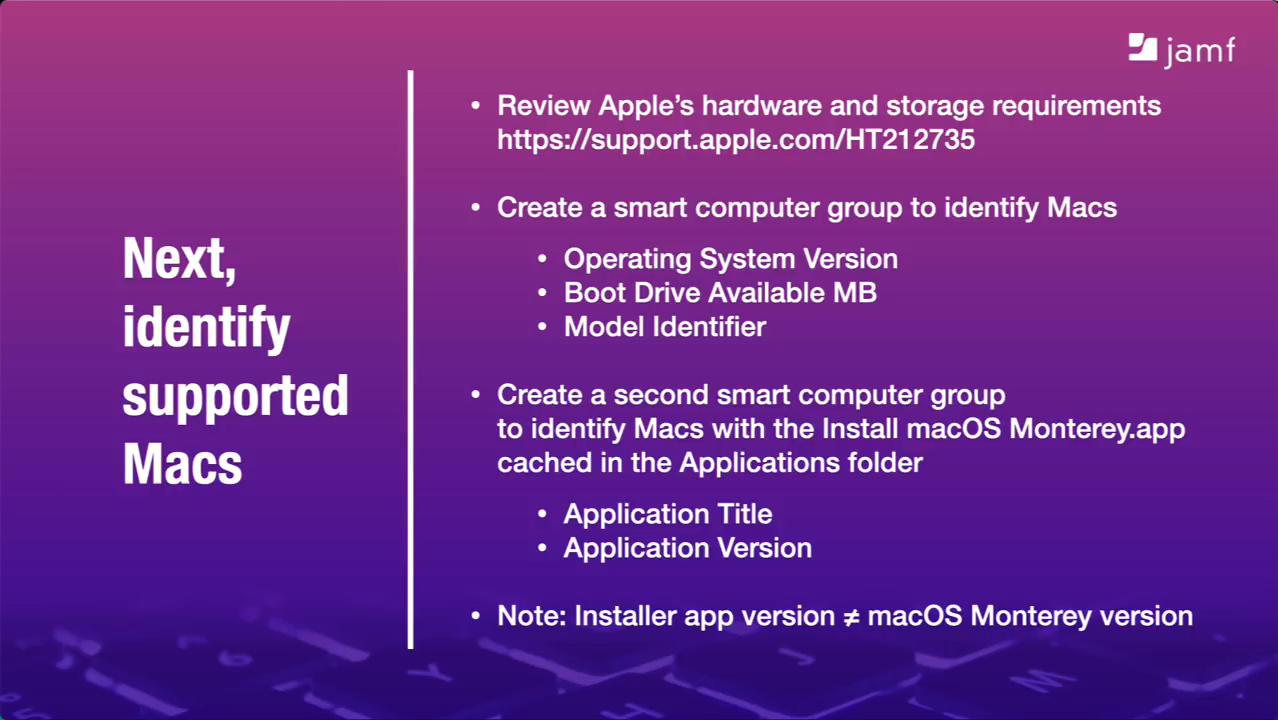 jamf
Next,
identify
supported
Macs
• Review Apple’s hardware and storage requirements
https://support.apple.com/HT212735
• Create a smart computer group to identify Macs
• Operating System Version
• Boot Drive Available MB
• Model Identifier
• Create a second smart computer group
to identify Macs with the Install macOS Monterey.app
cached in the Applications folder
• Application Title
• Application Version
• Note: Installer app version ≠ macOS Monterey version
6
Y
J
M
H
5